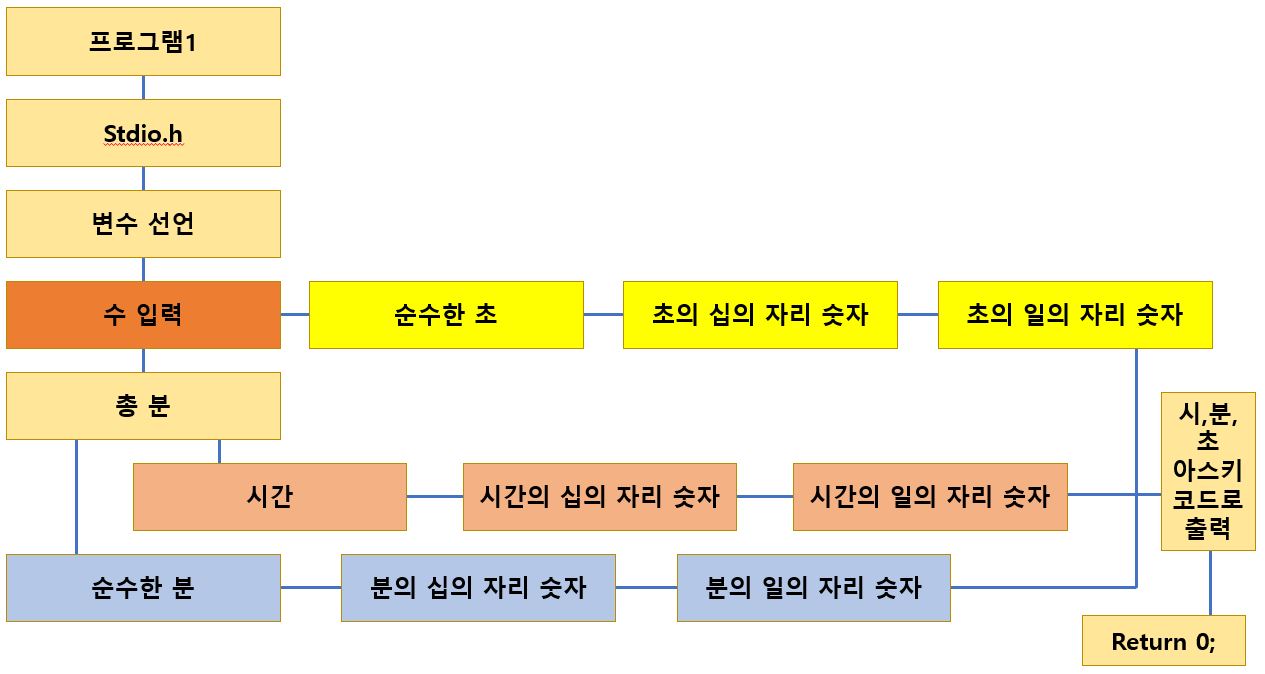 프로그램1
Stdio.h
변수 선언
수 입력
순수한 초
초의 십의 자리 숫자
초의 일의 자리 숫자
총 분
시,분,
초
아스키
코드로
출력
시간
시간의 십의 자리 숫자
시간의 일의 자리 숫자
순수한 분
분의 십의 자리 숫자
분의 일의 자리 숫자
Return 0;